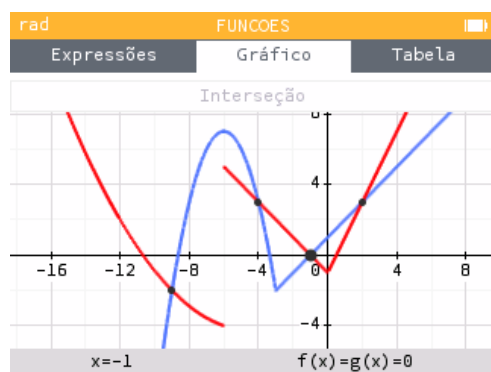 rad FUNCOES
Expressões Gráfico Tabela
Interseção
4
-16 -12 -8 -4 0 4 8
-4
x=-1 f(x)=g(x)=0